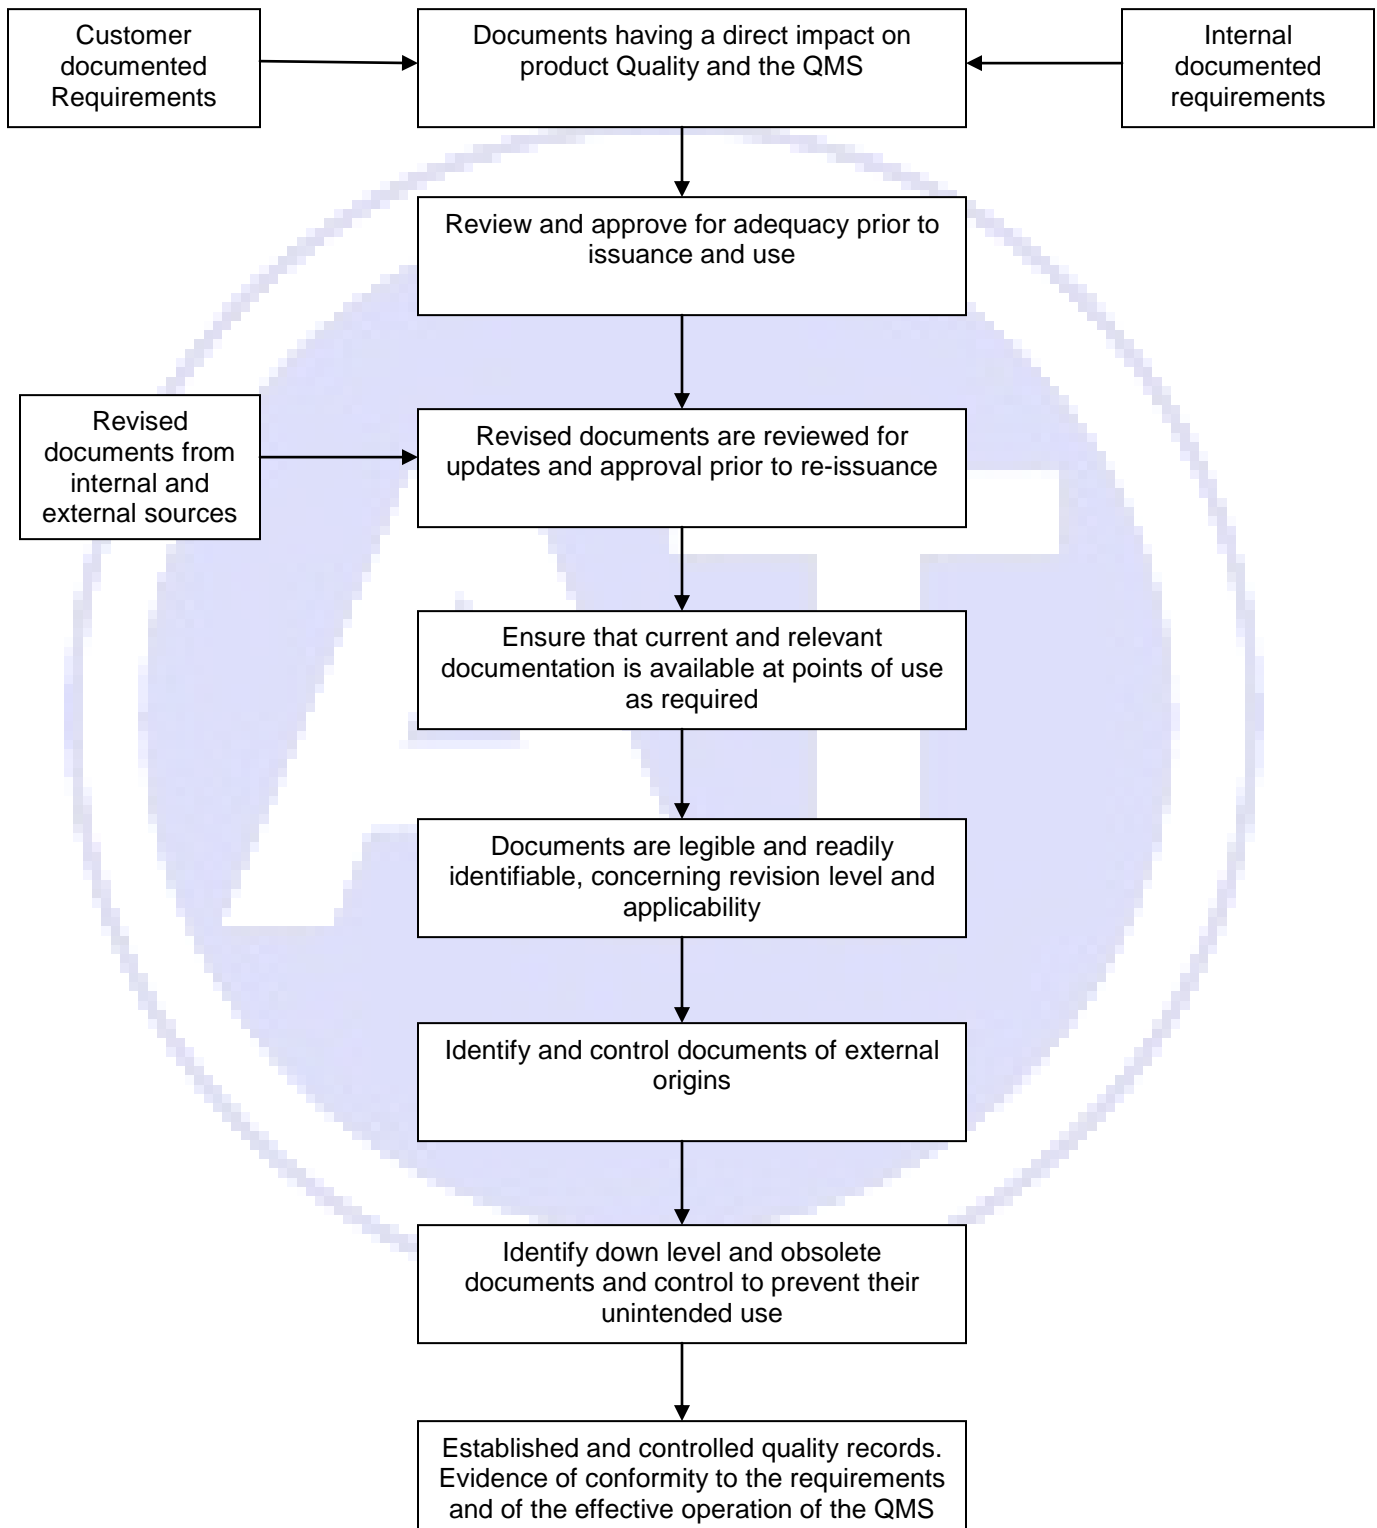 Customer
documented
Requirements
Documents having a direct impact on
product Quality and the QMS
Internal
documented
requirements
Review and approve for adequacy prior to
issuance and use
Revised
documents from
internal and
external sources
Revised documents are reviewed for
updates and approval prior to re-issuance
Ensure that current and relevant
documentation is available at points of use
as required
Documents are legible and readily
identifiable, concerning revision level and
applicability
Identify and control documents of external
origins
Identify down level and obsolete
documents and control to prevent their
unintended use
Established and controlled quality records.
Evidence of conformity to the requirements
and of the effective operation of the QMS
AT